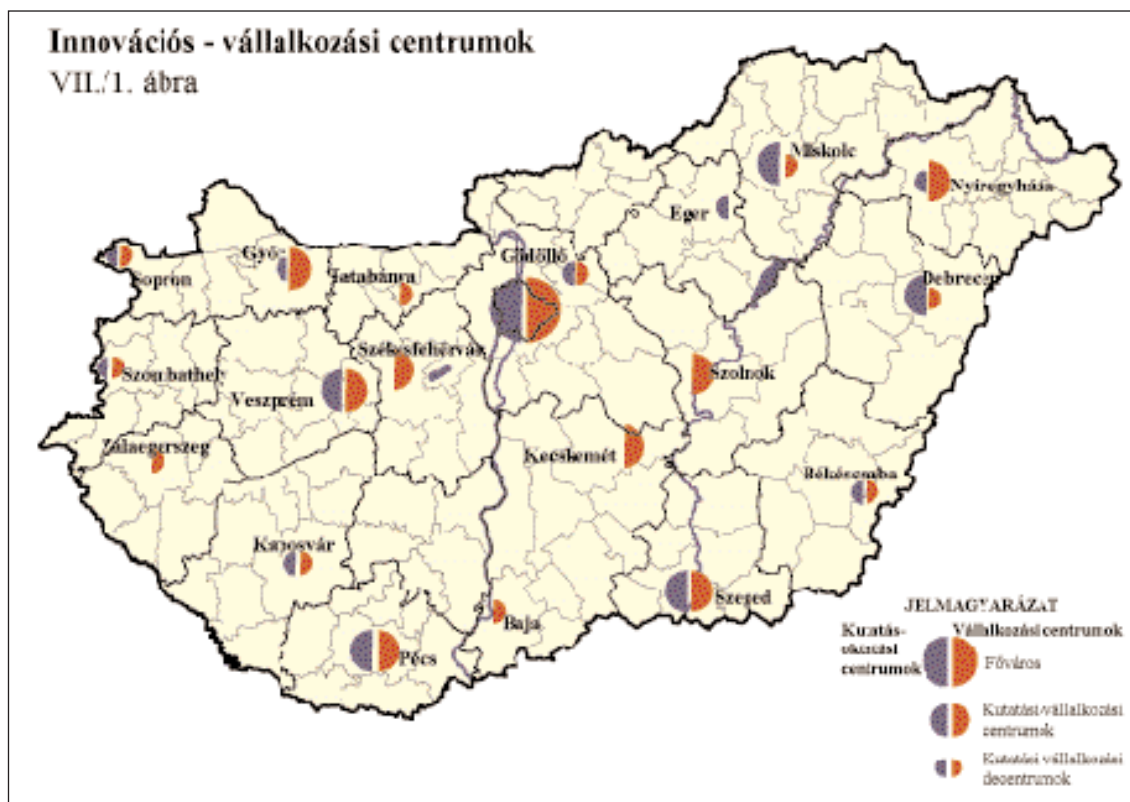 Innovációs - vállalkozási centrumok
VII./1. ábra
Miskolc
Nyíregyháza
Eger
Győr
Gödöllő
Sopron
Tatabánya
Debrecen
Székesfehérvár
Szombathely
Szolnok
Veszprém
Zalaegerszeg
Kecskemét
Békéscsaba
Kaposvár
Szeged
Baja
Pécs
JELMAGYARÁZAT
Kutatás-
oktatási
centrumok
Vállalkozási centrumok
Főváros
Kutatási-vállalkozási
centrumok
Kutatási vállalkozási
decentrumok